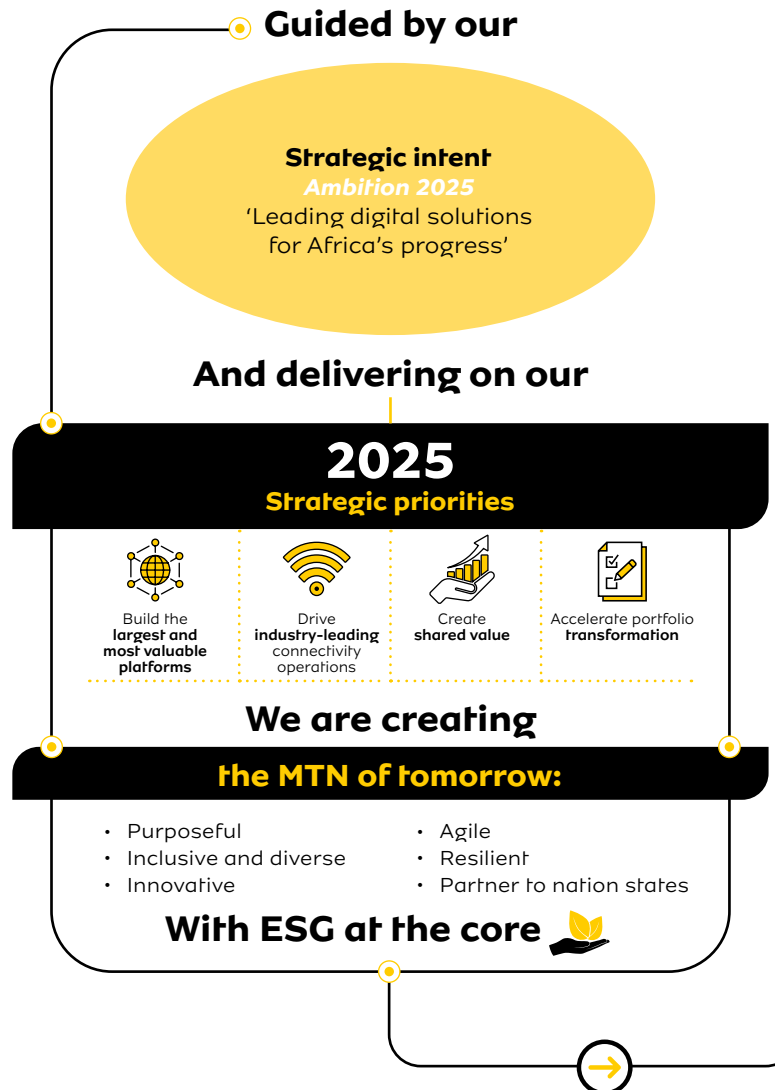 Guided by our
Strategic intent
Ambition 2025
‘Leading digital solutions
for Africa’s progress’
And delivering on our
2025
Strategic priorities
Build the
largest and
most valuable
platforms
Drive
industry-leading
connectivity
operations
Create
shared value
Accelerate portfolio
transformation
We are creating
the MTN of tomorrow:
• Purposeful
• Inclusive and diverse
• Innovative
• Agile
• Resilient
• Partner to nation states
With ESG at the core